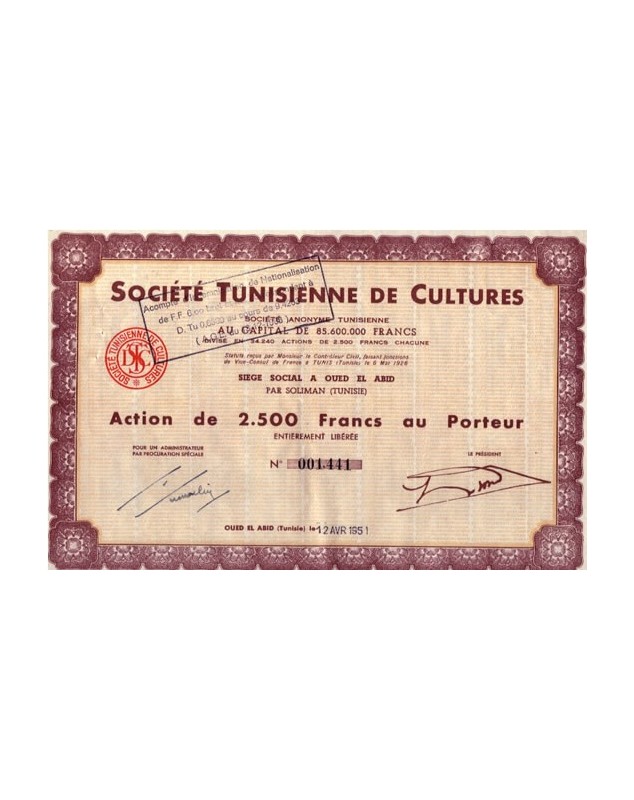 SOCIÉTÉ TUNISIENNE DE CULTURES
de Nationalisation
de F.F.
D. Tu
SOCIÉTÉ ANONYME TUNISIENNE
AU CAPITAL DE 85.600.000 FRANCS
DIVISÉ EN 34.240 ACTIONS DE 2.500 FRANCS CHACUNE
Statuts reçus par Monsieur le Contrôleur Civil, faisant fonctions
de Vice-Consul de France à TUNIS (Tunisie) le 6 Mai 1926
SOCIÉTÉ TUNISIENNE DE CULTURES
SIEGE SOCIAL A OUED EL ABID
PAR SOLIMAN (TUNISIE)
Action de 2.500 Francs au Porteur
ENTIÈREMENT LIBÉRÉE
POUR UN ADMINISTRATEUR
PAR PROCURATION SPÉCIALE
N° 001.441
LE PRÉSIDENT
OUED EL ABID (Tunisie) le 12 AVR 1951